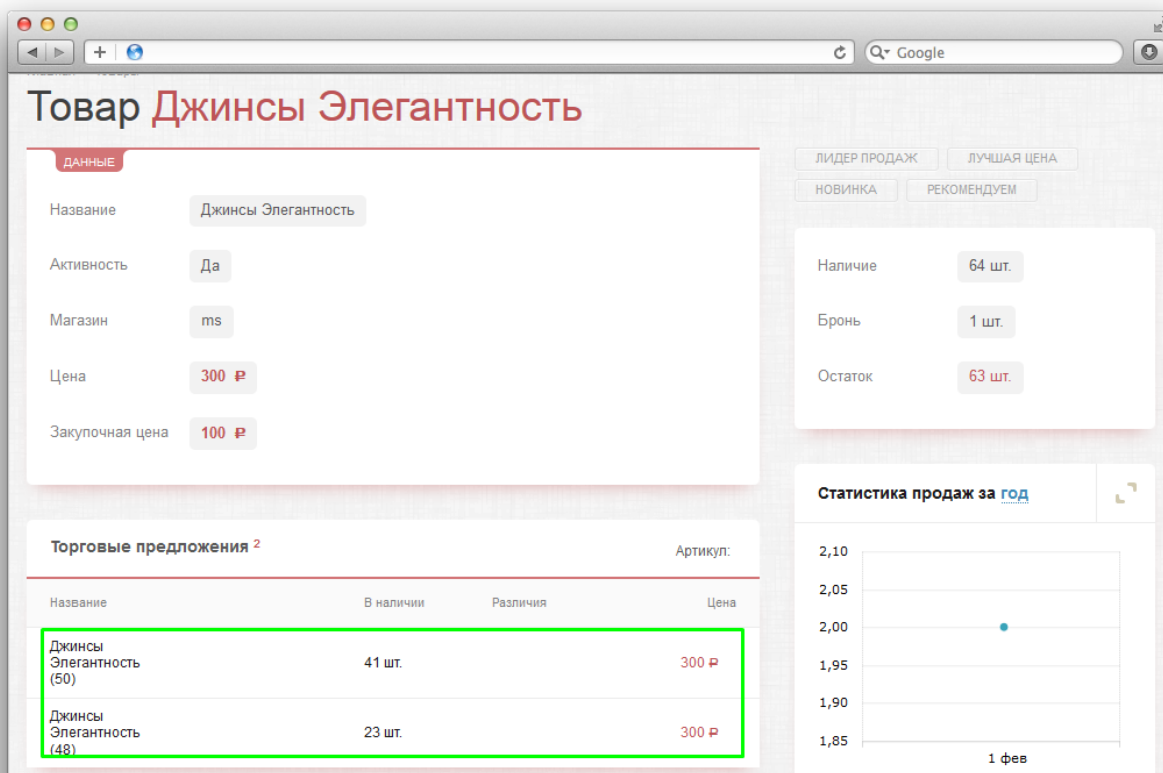 Google
Товар Джинсы Элегантность
ДАННЫЕ
Название Джинсы Элегантность
Активность Да
Магазин ms
Цена 300 ₽
Закупочная цена 100 ₽
ЛИДЕР ПРОДАЖ ЛУЧШАЯ ЦЕНА
НОВИНКА РЕКОМЕНДУЕМ
Наличие 64 шт.
Бронь 1 шт.
Остаток 63 шт.
Торговые предложения 2
Артикул:
Название В наличии Различия Цена
Джинсы
Элегантность
(50)
41 шт. 300 ₽
Джинсы
Элегантность
(48)
23 шт. 300 ₽
Статистика продаж за год
2,10
2,05
2,00
1,95
1,90
1,85
1 фев